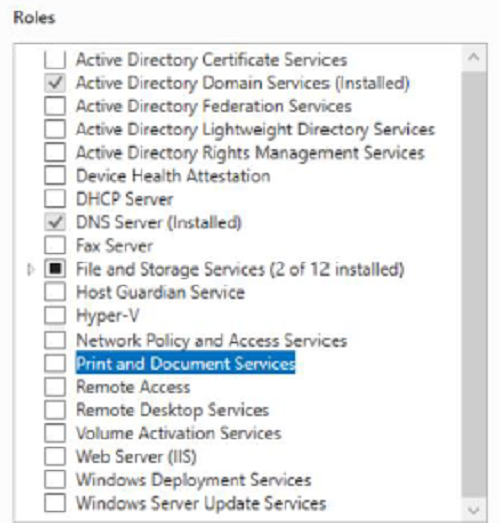 Roles
Active Directory Certificate Services
Active Directory Domain Services (Installed)
Active Directory Federation Services
Active Directory Lightweight Directory Services
Active Directory Rights Management Services
Device Health Attestation
DHCP Server
DNS Server (Installed)
Fax Server
File and Storage Services (2 of 12 installed)
Host Guardian Service
Hyper-V
Network Policy and Access Services
Print and Document Services
Remote Access
Remote Desktop Services
Volume Activation Services
Web Server (IIS)
Windows Deployment Services
Windows Server Update Services